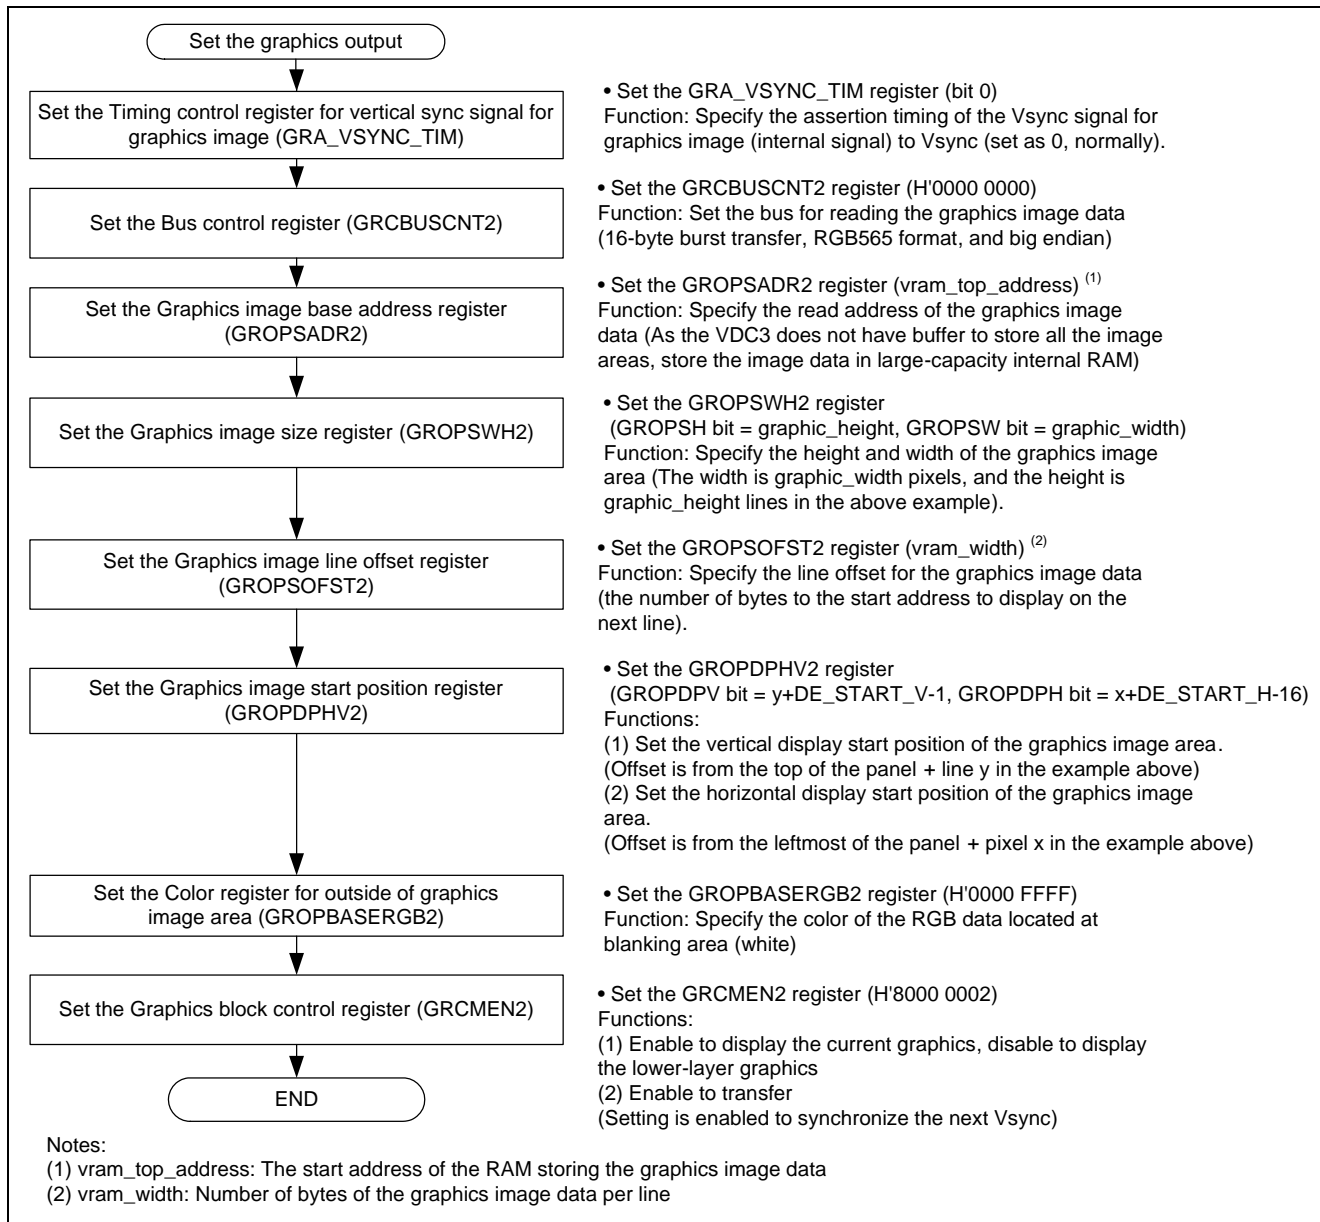 Set the graphics output
Set the Timing control register for vertical sync signal for
graphics image (GRA_VSYNC_TIM)
• Set the GRA_VSYNC_TIM register (bit 0)
Function: Specify the assertion timing of the Vsync signal for
graphics image (internal signal) to Vsync (set as 0, normally).
Set the Bus control register (GRCBUSCNT2)
• Set the GRCBUSCNT2 register (H'0000 0000)
Function: Set the bus for reading the graphics image data
(16-byte burst transfer, RGB565 format, and big endian)
Set the Graphics image base address register
(GROPSADR2)
• Set the GROPSADR2 register (vram_top_address) (1)
Function: Specify the read address of the graphics image
data (As the VDC3 does not have buffer to store all the image
areas, store the image data in large-capacity internal RAM)
Set the Graphics image size register (GROPSWH2)
• Set the GROPSWH2 register
(GROPSH bit = graphic_height, GROPSW bit = graphic_width)
Function: Specify the height and width of the graphics image
area (The width is graphic_width pixels, and the height is
graphic_height lines in the above example).
Set the Graphics image line offset register
(GROPSOFST2)
• Set the GROPSOFST2 register (vram_width) (2)
Function: Specify the line offset for the graphics image data
(the number of bytes to the start address to display on the
next line).
Set the Graphics image start position register
(GROPDPHV2)
• Set the GROPDPHV2 register
(GROPDPV bit = y+DE_START_V-1, GROPDPH bit = x+DE_START_H-16)
Functions:
(1) Set the vertical display start position of the graphics image area.
(Offset is from the top of the panel + line y in the example above)
(2) Set the horizontal display start position of the graphics image
area.
(Offset is from the leftmost of the panel + pixel x in the example above)
Set the Color register for outside of graphics
image area (GROPBASERGB2)
• Set the GROPBASERGB2 register (H'0000 FFFF)
Function: Specify the color of the RGB data located at
blanking area (white)
Set the Graphics block control register (GRCMEN2)
• Set the GRCMEN2 register (H'8000 0002)
Functions:
(1) Enable to display the current graphics, disable to display
the lower-layer graphics
(2) Enable to transfer
(Setting is enabled to synchronize the next Vsync)
END
Notes:
(1) vram_top_address: The start address of the RAM storing the graphics image data
(2) vram_width: Number of bytes of the graphics image data per line